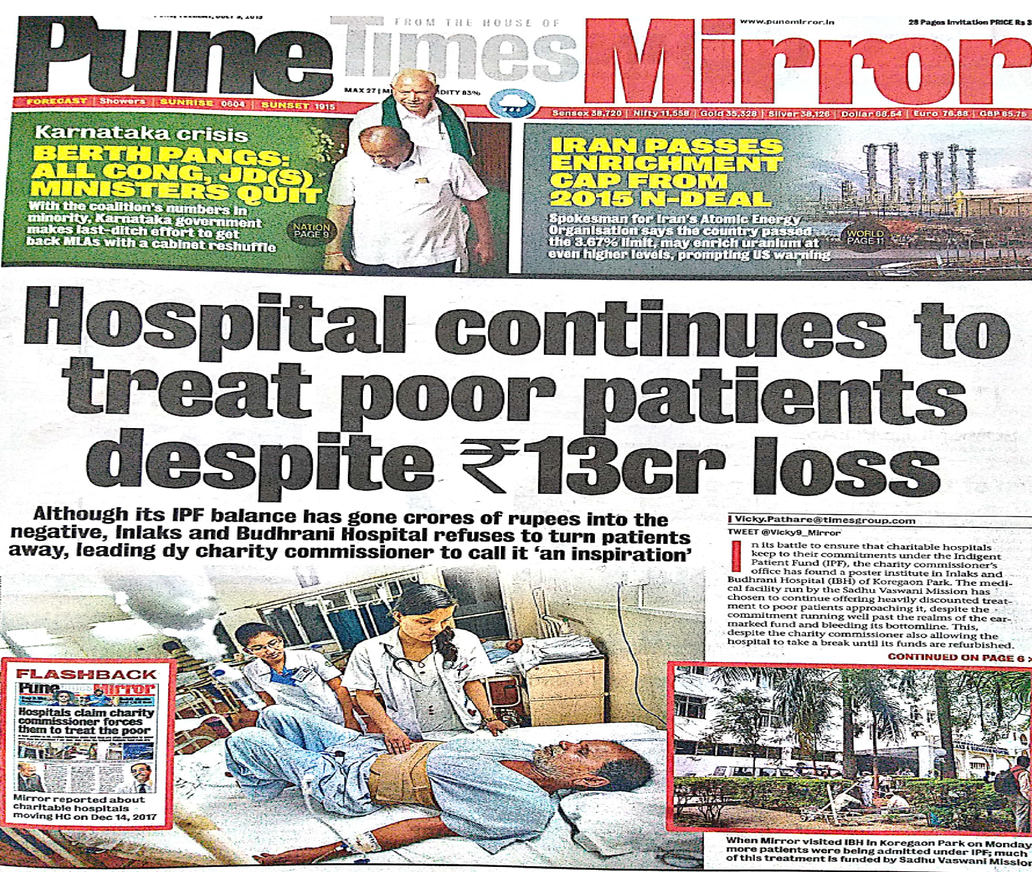 FROM THE HOUSE OF
www.punemirror.in
28 Pages Invitation PRICE Rs 3
Pune Times Mirror
MAX 27
DITY 83%
FORECAST | Showers | SUNRISE 0604 | SUNSET 1915
Sensex 38,720 | Nifty 11,558 | Gold 35,328 | Silver 38,126 | Dollar 68.54 | Euro 76.88 | GBP 85.75
Karnataka crisis
BERTH PANGS:
ALL CONG, JD(S)
MINISTERS QUIT
With the coalition's numbers in
minority, Karnataka government
makes last-ditch effort to get
back MLAs with a cabinet reshuffle
NATION
PAGE 9
IRAN PASSES
ENRICHMENT
CAP FROM
2015 N-DEAL
Spokesman for Iran's Atomic Energy
Organisation says the country passed
the 3.67% limit, may enrich uranium at
even higher levels, prompting US warning
WORLD
PAGE 11
Hospital continues to
treat poor patients
despite ₹13cr loss
Although its IPF balance has gone crores of rupees into the
negative, Inlaks and Budhrani Hospital refuses to turn patients
away, leading dy charity commissioner to call it 'an inspiration'
Vicky.Pathare@timesgroup.com
TWEET @Vicky9_Mirror
In its battle to ensure that charitable hospitals
keep to their commitments under the Indigent
Patient Fund (IPF), the charity commissioner's
office has found a poster institute in Inlaks and
Budhrani Hospital (IBH) of Koregaon Park. The medi-
cal facility run by the Sadhu Vaswani Mission has
chosen to continue offering heavily discounted treat-
ment to poor patients approaching it, despite the
commitment running well past the realms of the ear-
marked fund and bleeding its bottomline. This,
despite the charity commissioner also allowing the
hospital to take a break until its funds are refurbished.
CONTINUED ON PAGE 6
FLASHBACK
Pune Mirror
Hospitals claim charity
commissioner forces
them to treat the poor
Mirror reported about
charitable hospitals
moving HC on Dec 14, 2017
When Mirror visited IBH in Koregaon Park on Monday
more patients were being admitted under IPF; much
of this treatment is funded by Sadhu Vaswani Mission